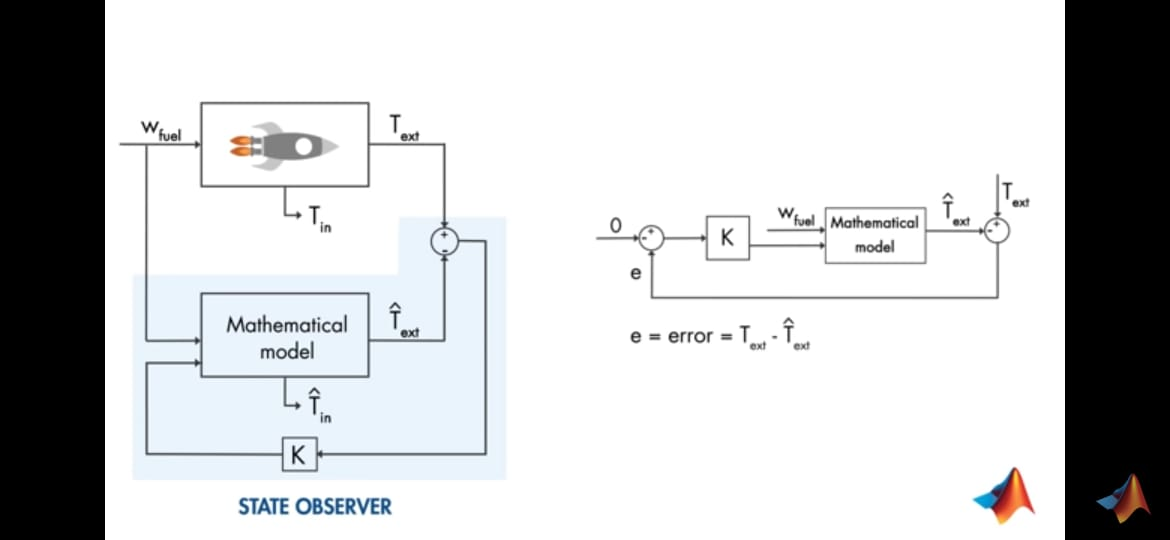 w_fuel
T_ext
T_in
+
-
Mathematical
model
T̂_ext
T̂_in
K
STATE OBSERVER
0
+
-
e
K
w_fuel
Mathematical
model
T̂_ext
T_ext
+
-
e = error = T_ext - T̂_ext